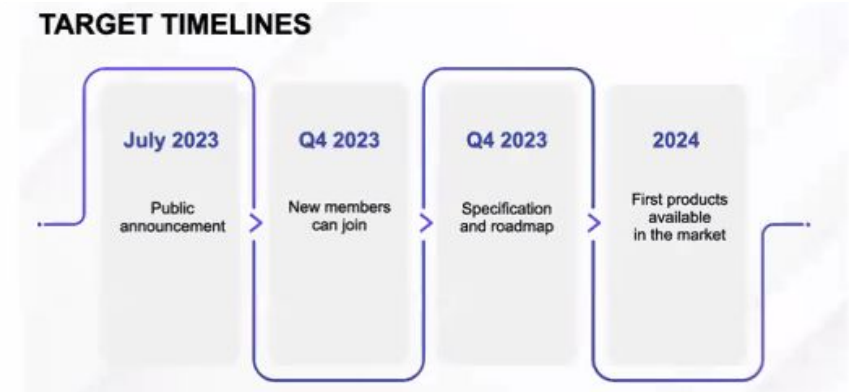 TARGET TIMELINES
July 2023
Public
announcement
Q4 2023
New members
can join
Q4 2023
Specification
and roadmap
2024
First products
available
in the market